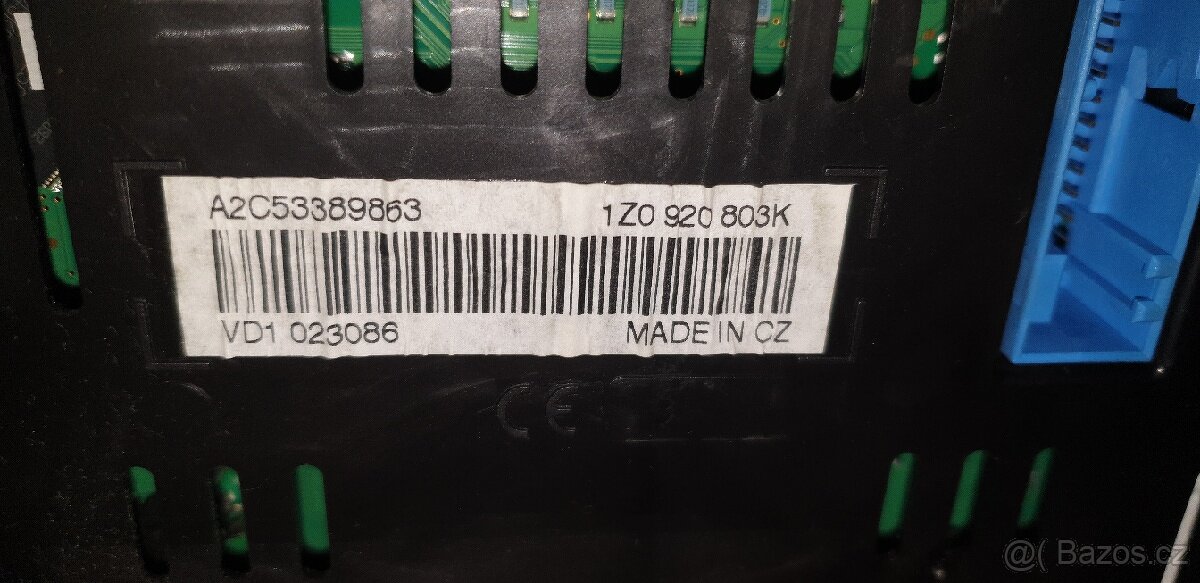 A2C53389863 1Z0 920 803K
VD1 023086 MADE IN CZ
CE
@( Bazos.cz